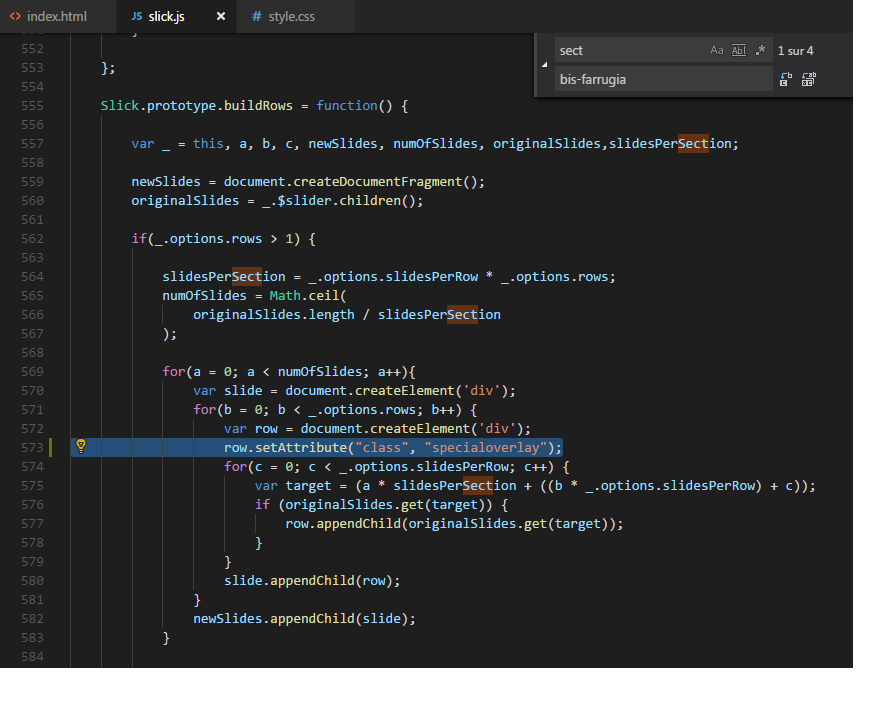 index.html
JS slick.js ×
# style.css
sect Aa Abl .* 1 sur 4
bis-farrugia
552
553 };
554
555 Slick.prototype.buildRows = function() {
556
557 var _ = this, a, b, c, newSlides, numOfSlides, originalSlides,slidesPerSection;
558
559 newSlides = document.createDocumentFragment();
560 originalSlides = _.$slider.children();
561
562 if(_.options.rows > 1) {
563
564 slidesPerSection = _.options.slidesPerRow * _.options.rows;
565 numOfSlides = Math.ceil(
566 originalSlides.length / slidesPerSection
567 );
568
569 for(a = 0; a < numOfSlides; a++){
570 var slide = document.createElement('div');
571 for(b = 0; b < _.options.rows; b++) {
572 var row = document.createElement('div');
573 row.setAttribute("class", "specialoverlay");
574 for(c = 0; c < _.options.slidesPerRow; c++) {
575 var target = (a * slidesPerSection + ((b * _.options.slidesPerRow) + c));
576 if (originalSlides.get(target)) {
577 row.appendChild(originalSlides.get(target));
578 }
579 }
580 slide.appendChild(row);
581 }
582 newSlides.appendChild(slide);
583 }
584